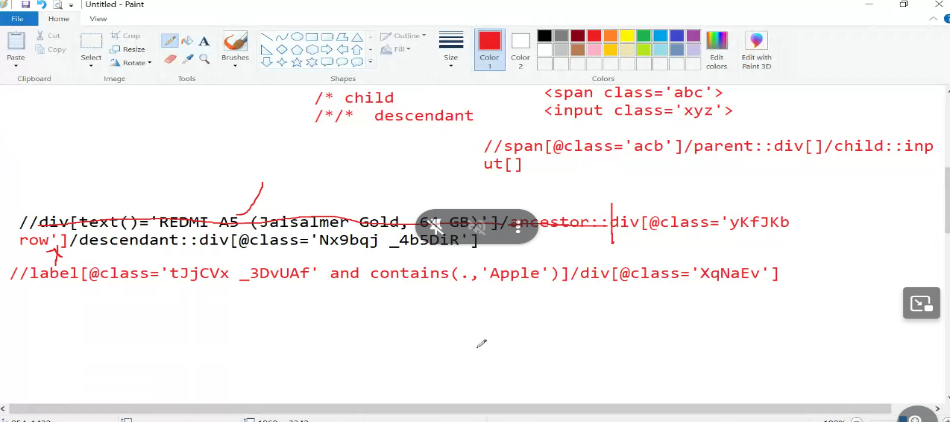 Untitled - Paint
File
Home
View
Paste
Cut
Copy
Clipboard
Select
Crop
Resize
Rotate
Image
Tools
Brushes
Shapes
Outline
Fill
Size
Color 1
Color 2
Edit colors
Edit with Paint 3D
Colors
<span class='abc'>
<input class='xyz'>
/* child
/*/* descendant
//span[@class='acb']/parent::div[]/child::inp
ut[]
//div[text()='REDMI A5 (Jaisalmer Gold, 64 GB)']/ancestor::div[@class='yKfJKb
row']/descendant::div[@class='Nx9bqj _4b5DiR']
//label[@class='tJjCVx _3DvUAf' and contains(.,'Apple')]/div[@class='XqNaEv']